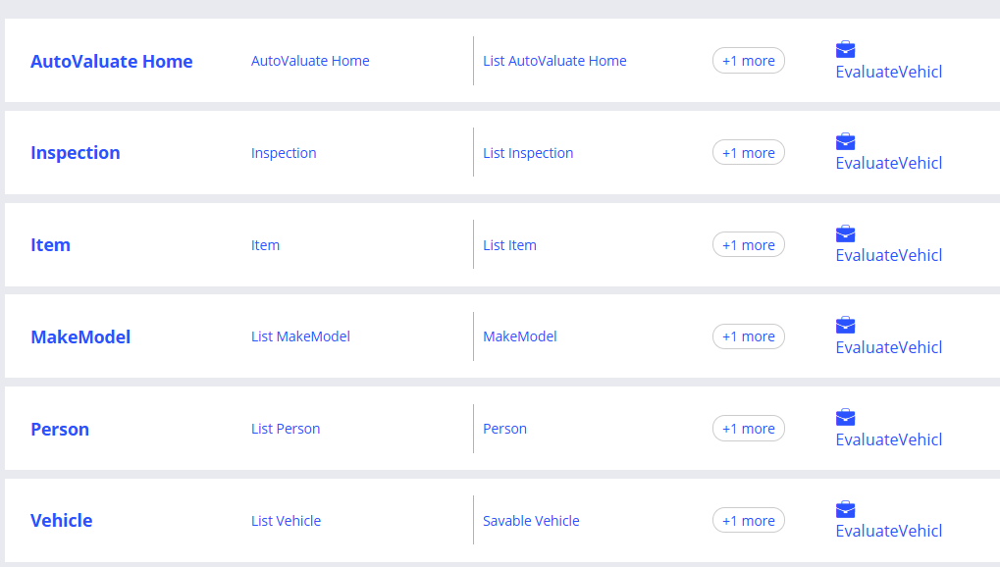 AutoValuate Home AutoValuate Home List AutoValuate Home +1 more EvaluateVehicl
Inspection Inspection List Inspection +1 more EvaluateVehicl
Item Item List Item +1 more EvaluateVehicl
MakeModel List MakeModel MakeModel +1 more EvaluateVehicl
Person List Person Person +1 more EvaluateVehicl
Vehicle List Vehicle Savable Vehicle +1 more EvaluateVehicl